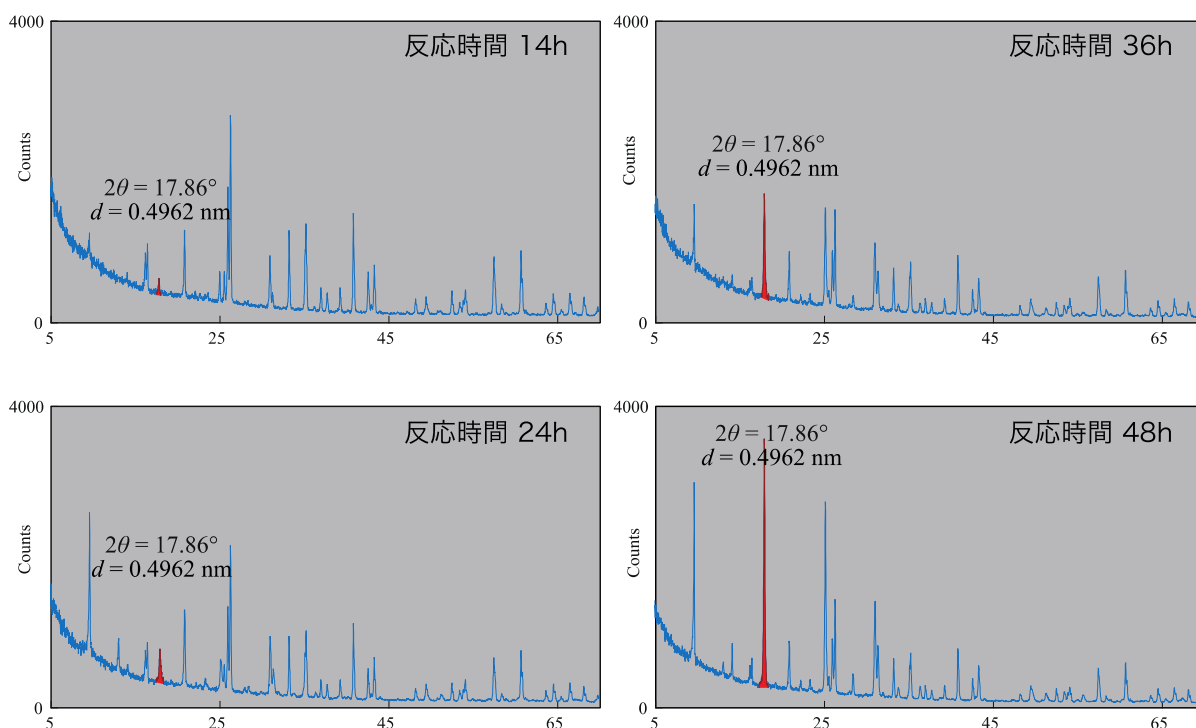 4000
反応時間 14h
2θ = 17.86°
d = 0.4962 nm
Counts
0
5
25
45
65
4000
反応時間 36h
2θ = 17.86°
d = 0.4962 nm
Counts
0
5
25
45
65
4000
反応時間 24h
2θ = 17.86°
d = 0.4962 nm
Counts
0
5
25
45
65
4000
反応時間 48h
2θ = 17.86°
d = 0.4962 nm
Counts
0
5
25
45
65